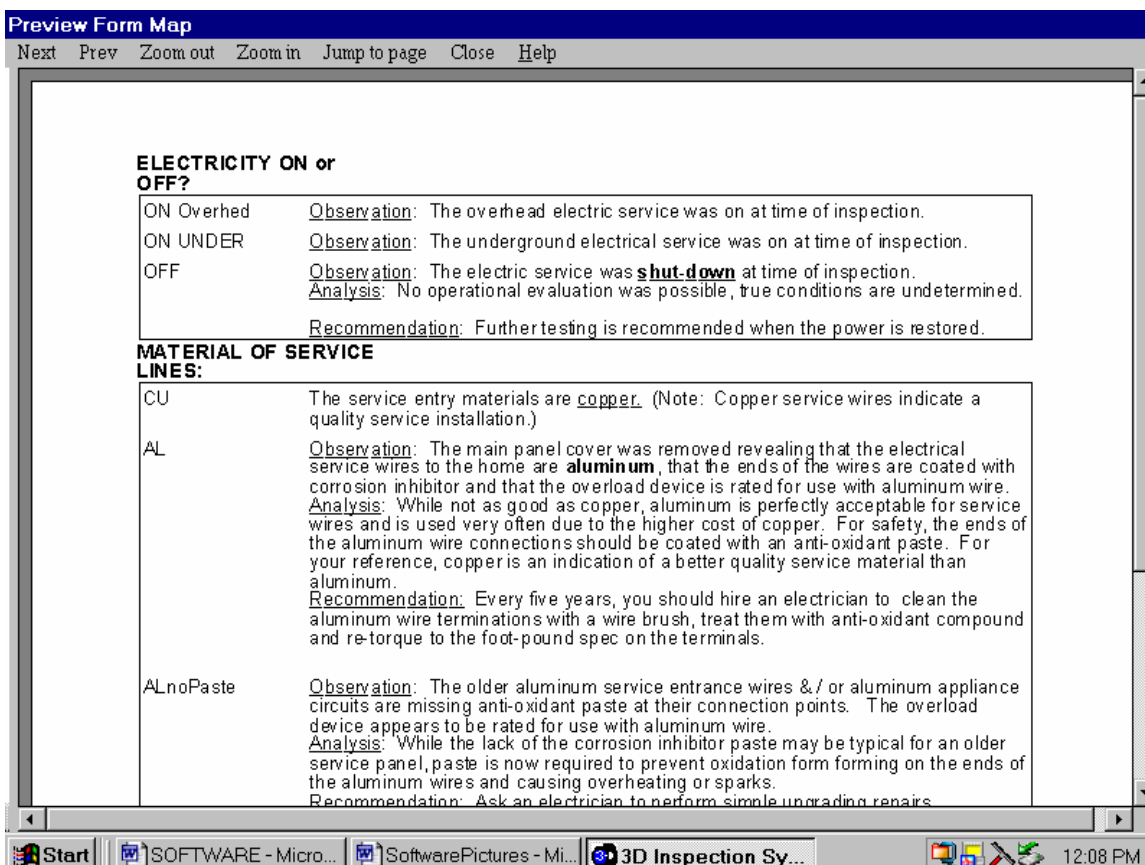 Preview Form Map
Next Prev Zoom out Zoom in Jump to page Close Help
ELECTRICITY ON or
OFF?
ON Overhed Observation: The overhead electric service was on at time of inspection.
ON UNDER Observation: The underground electrical service was on at time of inspection.
OFF Observation: The electric service was shut-down at time of inspection.
Analysis: No operational evaluation was possible, true conditions are undetermined.
Recommendation: Further testing is recommended when the power is restored.
MATERIAL OF SERVICE
LINES:
CU The service entry materials are copper. (Note: Copper service wires indicate a
quality service installation.)
AL Observation: The main panel cover was removed revealing that the electrical
service wires to the home are aluminum, that the ends of the wires are coated with
corrosion inhibitor and that the overload device is rated for use with aluminum wire.
Analysis: While not as good as copper, aluminum is perfectly acceptable for service
wires and is used very often due to the higher cost of copper. For safety, the ends of
the aluminum wire connections should be coated with an anti-oxidant paste. For
your reference, copper is an indication of a better quality service material than
aluminum.
Recommendation: Every five years, you should hire an electrician to clean the
aluminum wire terminations with a wire brush, treat them with anti-oxidant compound
and re-torque to the foot-pound spec on the terminals.
ALnoPaste Observation: The older aluminum service entrance wires &/ or aluminum appliance
circuits are missing anti-oxidant paste at their connection points. The overload
device appears to be rated for use with aluminum wire.
Analysis: While the lack of the corrosion inhibitor paste may be typical for an older
service panel, paste is now required to prevent oxidation form forming on the ends of
the aluminum wires and causing overheating or sparks.
Recommendation: Ask an electrician to perform simple upgrading repairs
Start SOFTWARE - Micro... SoftwarePictures - Mi... 3D Inspection Sy... 12:08 PM